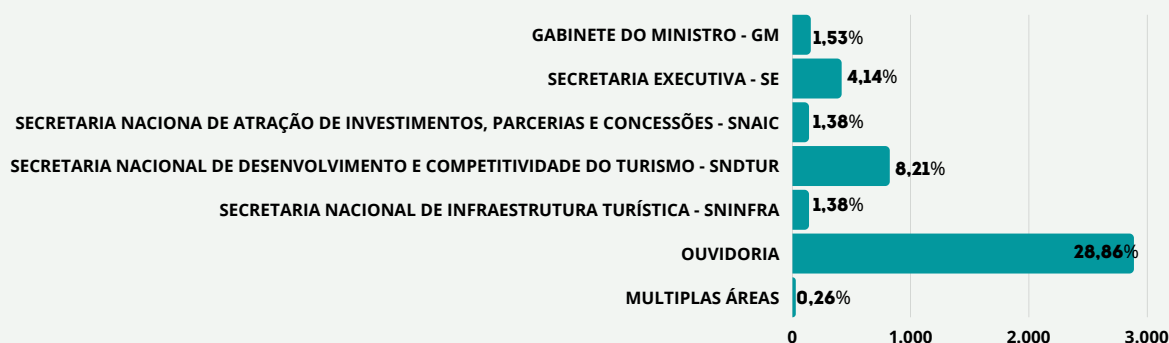 GABINETE DO MINISTRO - GM 1,53%
SECRETARIA EXECUTIVA - SE 4,14%
SECRETARIA NACIONA DE ATRAÇÃO DE INVESTIMENTOS, PARCERIAS E CONCESSÕES - SNAIC 1,38%
SECRETARIA NACIONAL DE DESENVOLVIMENTO E COMPETITIVIDADE DO TURISMO - SNDTUR 8,21%
SECRETARIA NACIONAL DE INFRAESTRUTURA TURÍSTICA - SNINFRA 1,38%
OUVIDORIA 28,86%
MULTIPLAS ÁREAS 0,26%
0 1.000 2.000 3.000